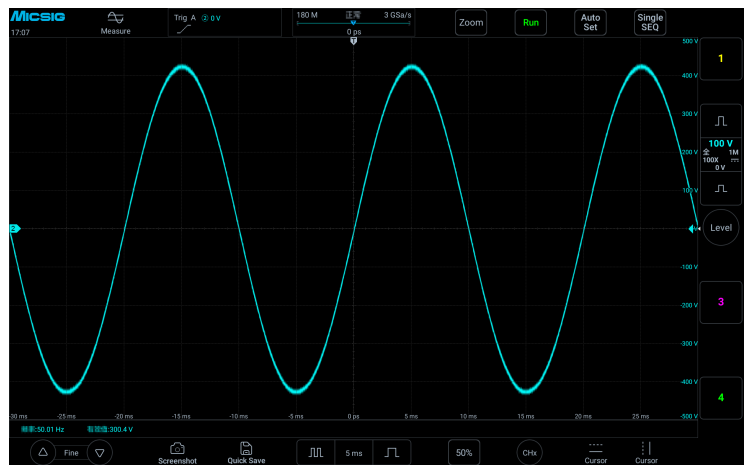 MICSIG
17:07
Measure
Trig A ② 0 V
180 M 正常 3 GSa/s
0 ps
T
Zoom
Run
Auto
Set
Single
SEQ
500 V
400 V
300 V
200 V
100 V
-100 V
-200 V
-300 V
-400 V
-500 V
2
-30 ms -25 ms -20 ms -15 ms -10 ms -5 ms 0 ps 5 ms 10 ms 15 ms 20 ms 25 ms
频率:50.01 Hz 有效值:300.4 V
1
100 V
全 1M
100X
0 V
Level
3
4
Fine
Screenshot
Quick Save
5 ms
50%
CHx
Cursor
Cursor